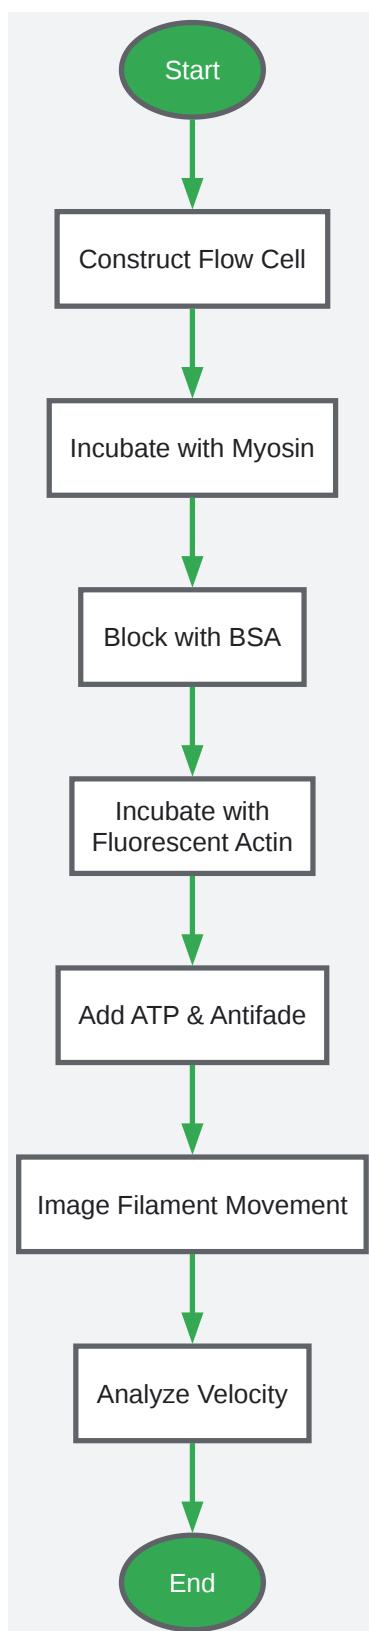 Start
Construct Flow Cell
Incubate with Myosin
Block with BSA
Incubate with
Fluorescent Actin
Add ATP & Antifade
Image Filament Movement
Analyze Velocity
End